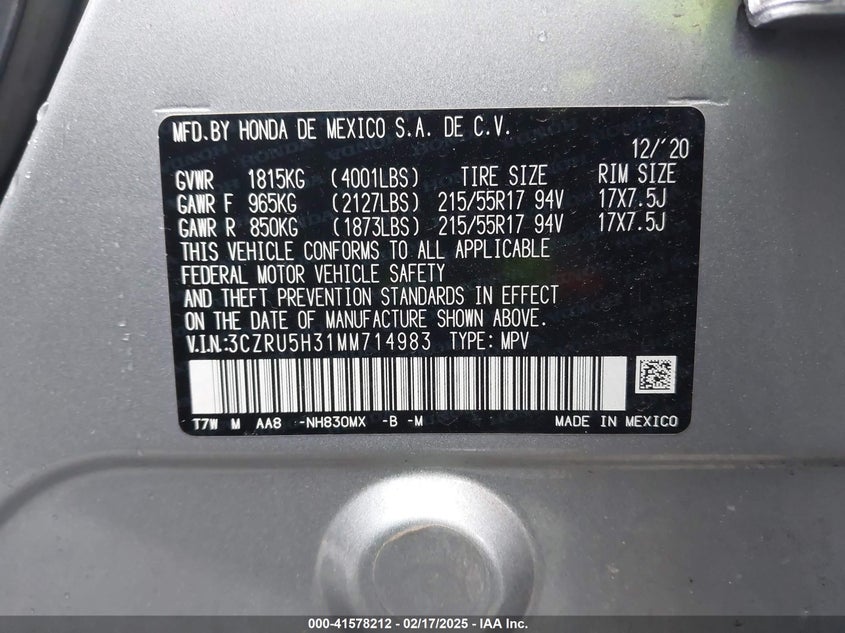 MFD.BY HONDA DE MEXICO S.A. DE C.V.
12/'20
GVWR 1815KG (4001LBS) TIRE SIZE RIM SIZE
GAWR F 965KG (2127LBS) 215/55R17 94V 17X7.5J
GAWR R 850KG (1873LBS) 215/55R17 94V 17X7.5J
THIS VEHICLE CONFORMS TO ALL APPLICABLE
FEDERAL MOTOR VEHICLE SAFETY
AND THEFT PREVENTION STANDARDS IN EFFECT
ON THE DATE OF MANUFACTURE SHOWN ABOVE.
V.I.N.:3CZRU5H31MM714983 TYPE: MPV
T7W M AA8 -NH830MX -B -M MADE IN MEXICO
000-41578212 - 02/17/2025 - IAA Inc.